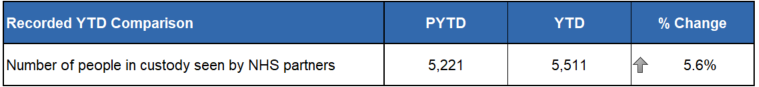 Recorded YTD Comparison PYTD YTD % Change
Number of people in custody seen by NHS partners 5,221 5,511 5.6%